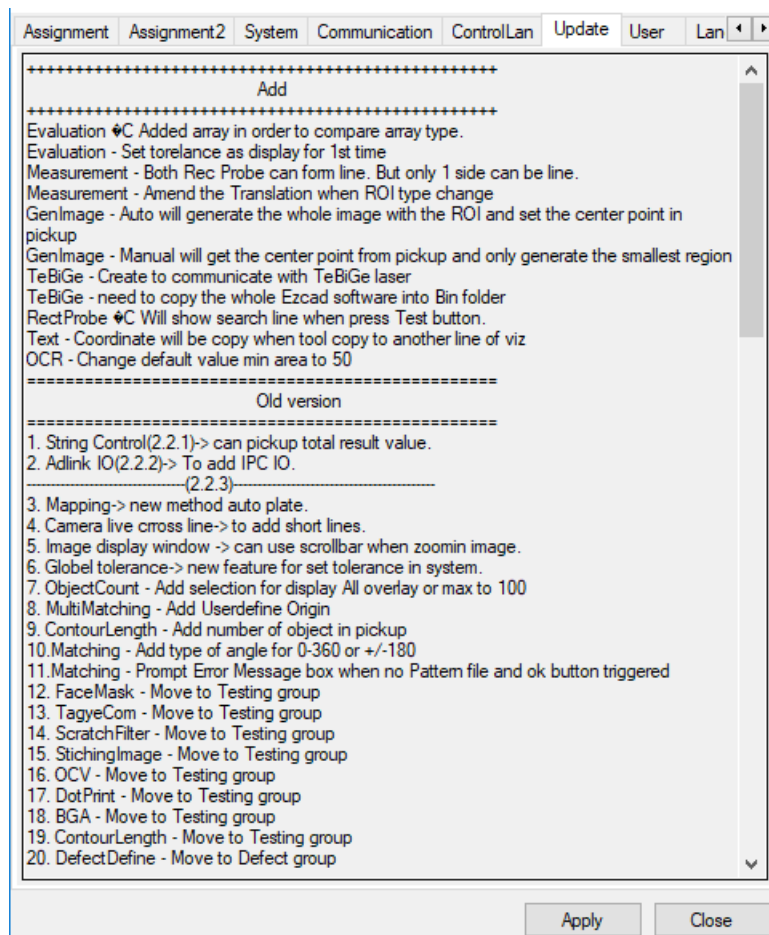 Assignment Assignment2 System Communication ControlLan Update User Lan
++++++++++++++++++++++++++++++++++++++++++++++++
Add
++++++++++++++++++++++++++++++++++++++++++++++++
Evaluation �C Added array in order to compare array type.
Evaluation - Set torelance as display for 1st time
Measurement - Both Rec Probe can form line. But only 1 side can be line.
Measurement - Amend the Translation when ROI type change
GenImage - Auto will generate the whole image with the ROI and set the center point in
pickup
GenImage - Manual will get the center point from pickup and only generate the smallest region
TeBiGe - Create to communicate with TeBiGe laser
TeBiGe - need to copy the whole Ezcad software into Bin folder
RectProbe �C Will show search line when press Test button.
Text - Coordinate will be copy when tool copy to another line of viz
OCR - Change default value min area to 50
================================================
Old version
================================================
1. String Control(2.2.1)-> can pickup total result value.
2. Adlink IO(2.2.2)-> To add IPC IO.
---------------------------------(2.2.3)------------------------------------------
3. Mapping-> new method auto plate.
4. Camera live crross line-> to add short lines.
5. Image display window -> can use scrollbar when zoomin image.
6. Globel tolerance-> new feature for set tolerance in system.
7. ObjectCount - Add selection for display All overlay or max to 100
8. MultiMatching - Add Userdefine Origin
9. ContourLength - Add number of object in pickup
10.Matching - Add type of angle for 0-360 or +/-180
11.Matching - Prompt Error Message box when no Pattern file and ok button triggered
12. FaceMask - Move to Testing group
13. TagyeCom - Move to Testing group
14. ScratchFilter - Move to Testing group
15. StichingImage - Move to Testing group
16. OCV - Move to Testing group
17. DotPrint - Move to Testing group
18. BGA - Move to Testing group
19. ContourLength - Move to Testing group
20. DefectDefine - Move to Defect group
Apply Close